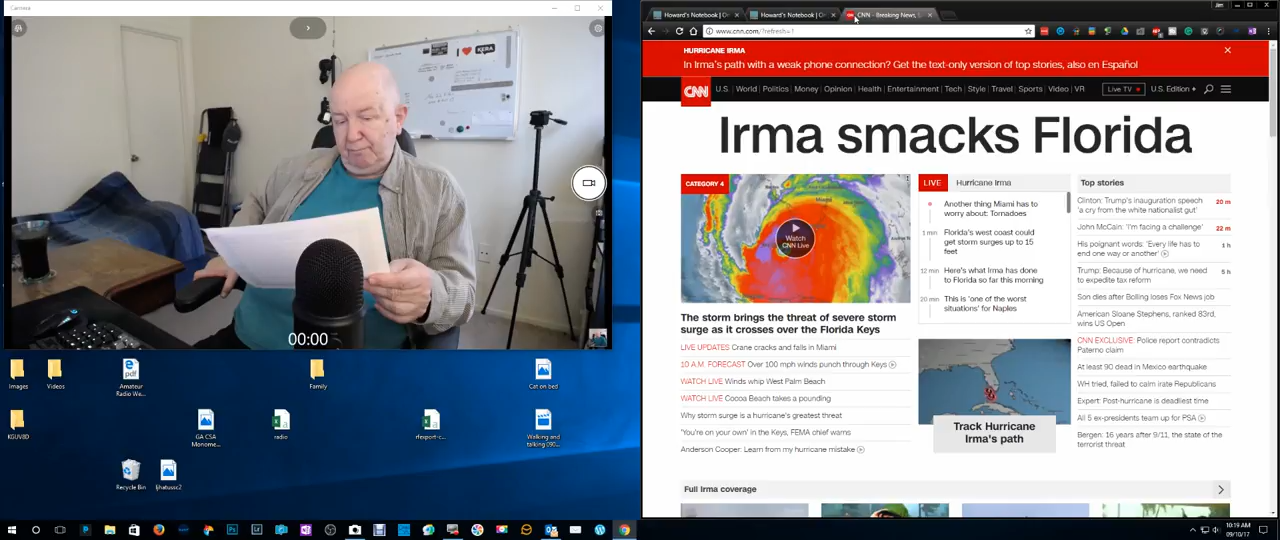 Camera
KERA
00:00
Images
Videos
Amateur
Radio Wa...
Family
Cat on bed
KGUV8D
GA CSA
Monome...
radio
rfexport-c...
Walking and
talking (90...
Recycle Bin
ljhatussc2
Jim
Howard's Notebook | C
Howard's Notebook | C
CNN - Breaking News,
www.cnn.com/?refresh=1
HURRICANE IRMA
In Irma's path with a weak phone connection? Get the text-only version of top stories, also en Español
CNN
U.S. World Politics Money Opinion Health Entertainment Tech Style Travel Sports Video VR
Live TV
U.S. Edition +
Irma smacks Florida
CATEGORY 4
Miami
Watch
CNN Live
The storm brings the threat of severe storm
surge as it crosses over the Florida Keys
LIVE UPDATES Crane cracks and falls in Miami
10 A.M. FORECAST Over 100 mph winds punch through Keys
WATCH LIVE Winds whip West Palm Beach
WATCH LIVE Cocoa Beach takes a pounding
Why storm surge is a hurricane's greatest threat
'You're on your own' in the Keys, FEMA chief warns
Anderson Cooper: Learn from my hurricane mistake
LIVE Hurricane Irma
Another thing Miami has to
worry about: Tornadoes
1 min Florida's west coast could
get storm surges up to 15
feet
12 min Here's what Irma has done
to Florida so far this morning
20 min This is 'one of the worst
situations' for Naples
Track Hurricane
Irma's path
Top stories
Clinton: Trump's inauguration speech 20 m
'a cry from the white nationalist gut'
John McCain: 'I'm facing a challenge' 22 m
His poignant words: 'Every life has to 1 h
end one way or another'
Trump: Because of hurricane, we need 5 h
to expedite tax reform
Son dies after Bolling loses Fox News job
American Sloane Stephens, ranked 83rd,
wins US Open
CNN EXCLUSIVE: Police report contradicts
Paterno claim
At least 90 dead in Mexico earthquake
WH tried, failed to calm irate Republicans
Expert: Post-hurricane is deadliest time
All 5 ex-presidents team up for PSA
Bergen: 16 years after 9/11, the state of the
terrorist threat
Full Irma coverage
10:19 AM
09/10/17